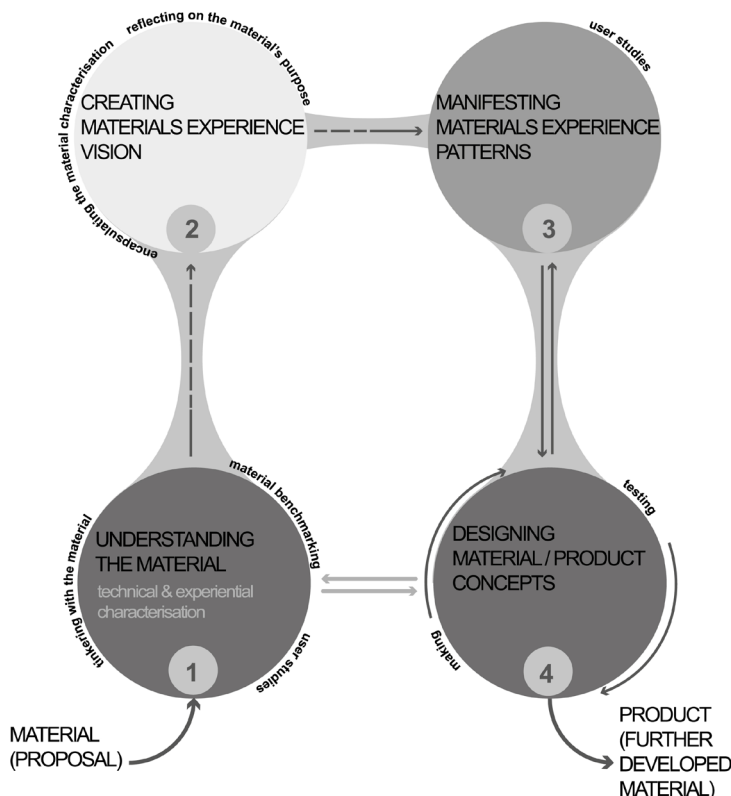 reflecting on the material's purpose
encapsulating the material characterisation
CREATING
MATERIALS EXPERIENCE
VISION
2
user studies
MANIFESTING
MATERIALS EXPERIENCE
PATTERNS
3
tinkering with the material
material benchmarking
user studies
UNDERSTANDING
THE MATERIAL
technical & experiential
characterisation
1
testing
making
DESIGNING
MATERIAL / PRODUCT
CONCEPTS
4
MATERIAL
(PROPOSAL)
PRODUCT
(FURTHER
DEVELOPED
MATERIAL)